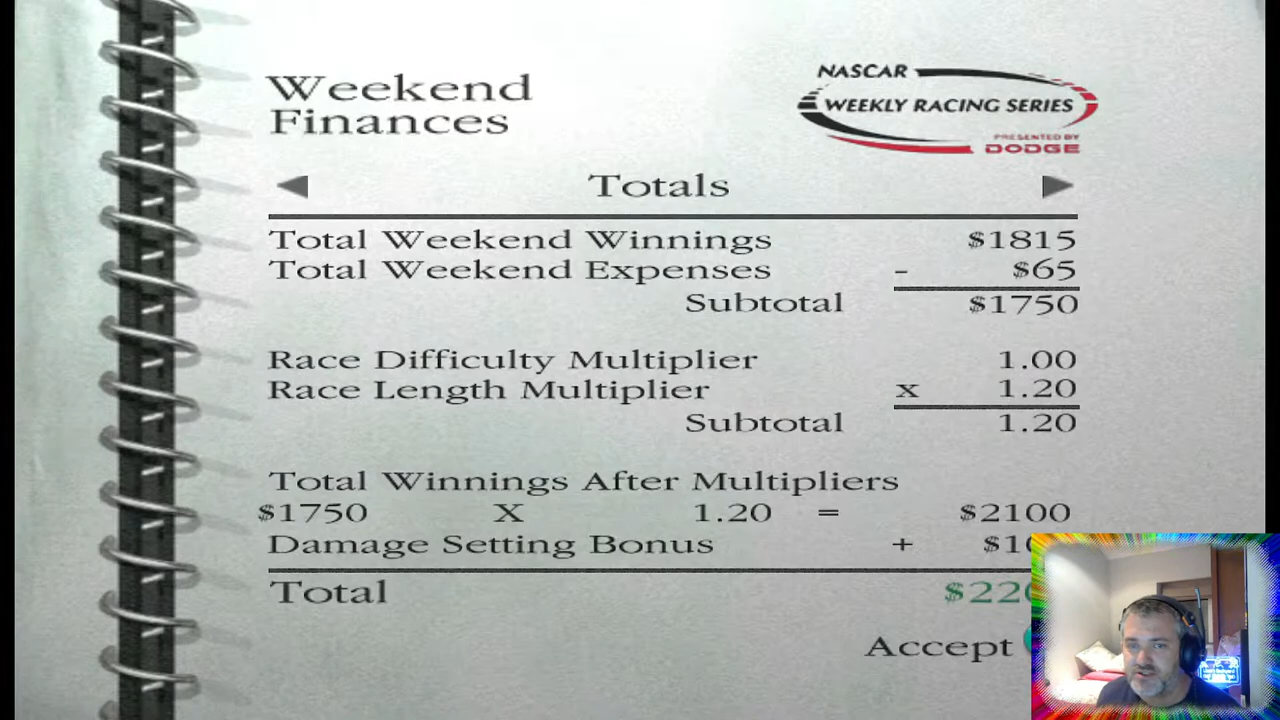 Weekend
Finances
NASCAR
WEEKLY RACING SERIES
PRESENTED BY
DODGE
Totals
Total Weekend Winnings $1815
Total Weekend Expenses - $65
Subtotal $1750
Race Difficulty Multiplier 1.00
Race Length Multiplier x 1.20
Subtotal 1.20
Total Winnings After Multipliers
$1750 X 1.20 = $2100
Damage Setting Bonus +
Total
Accept